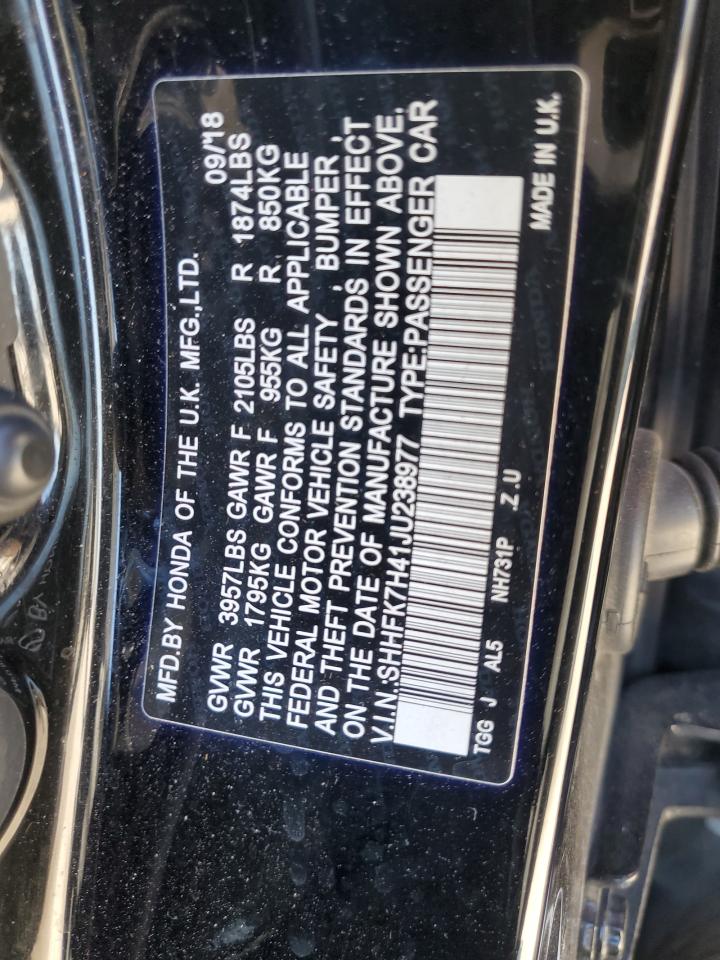 MFD.BY HONDA OF THE U.K. MFG.,LTD.
09/18
GVWR 3957LBS GAWR F 2105LBS R 1874LBS
GVWR 1795KG GAWR F 955KG R 850KG
THIS VEHICLE CONFORMS TO ALL APPLICABLE
FEDERAL MOTOR VEHICLE SAFETY , BUMPER ,
AND THEFT PREVENTION STANDARDS IN EFFECT
ON THE DATE OF MANUFACTURE SHOWN ABOVE.
V.I.N.SHHFK7H41JU238977 TYPE:PASSENGER CAR
TGG J AL5 NH731P Z.U
MADE IN U.K.